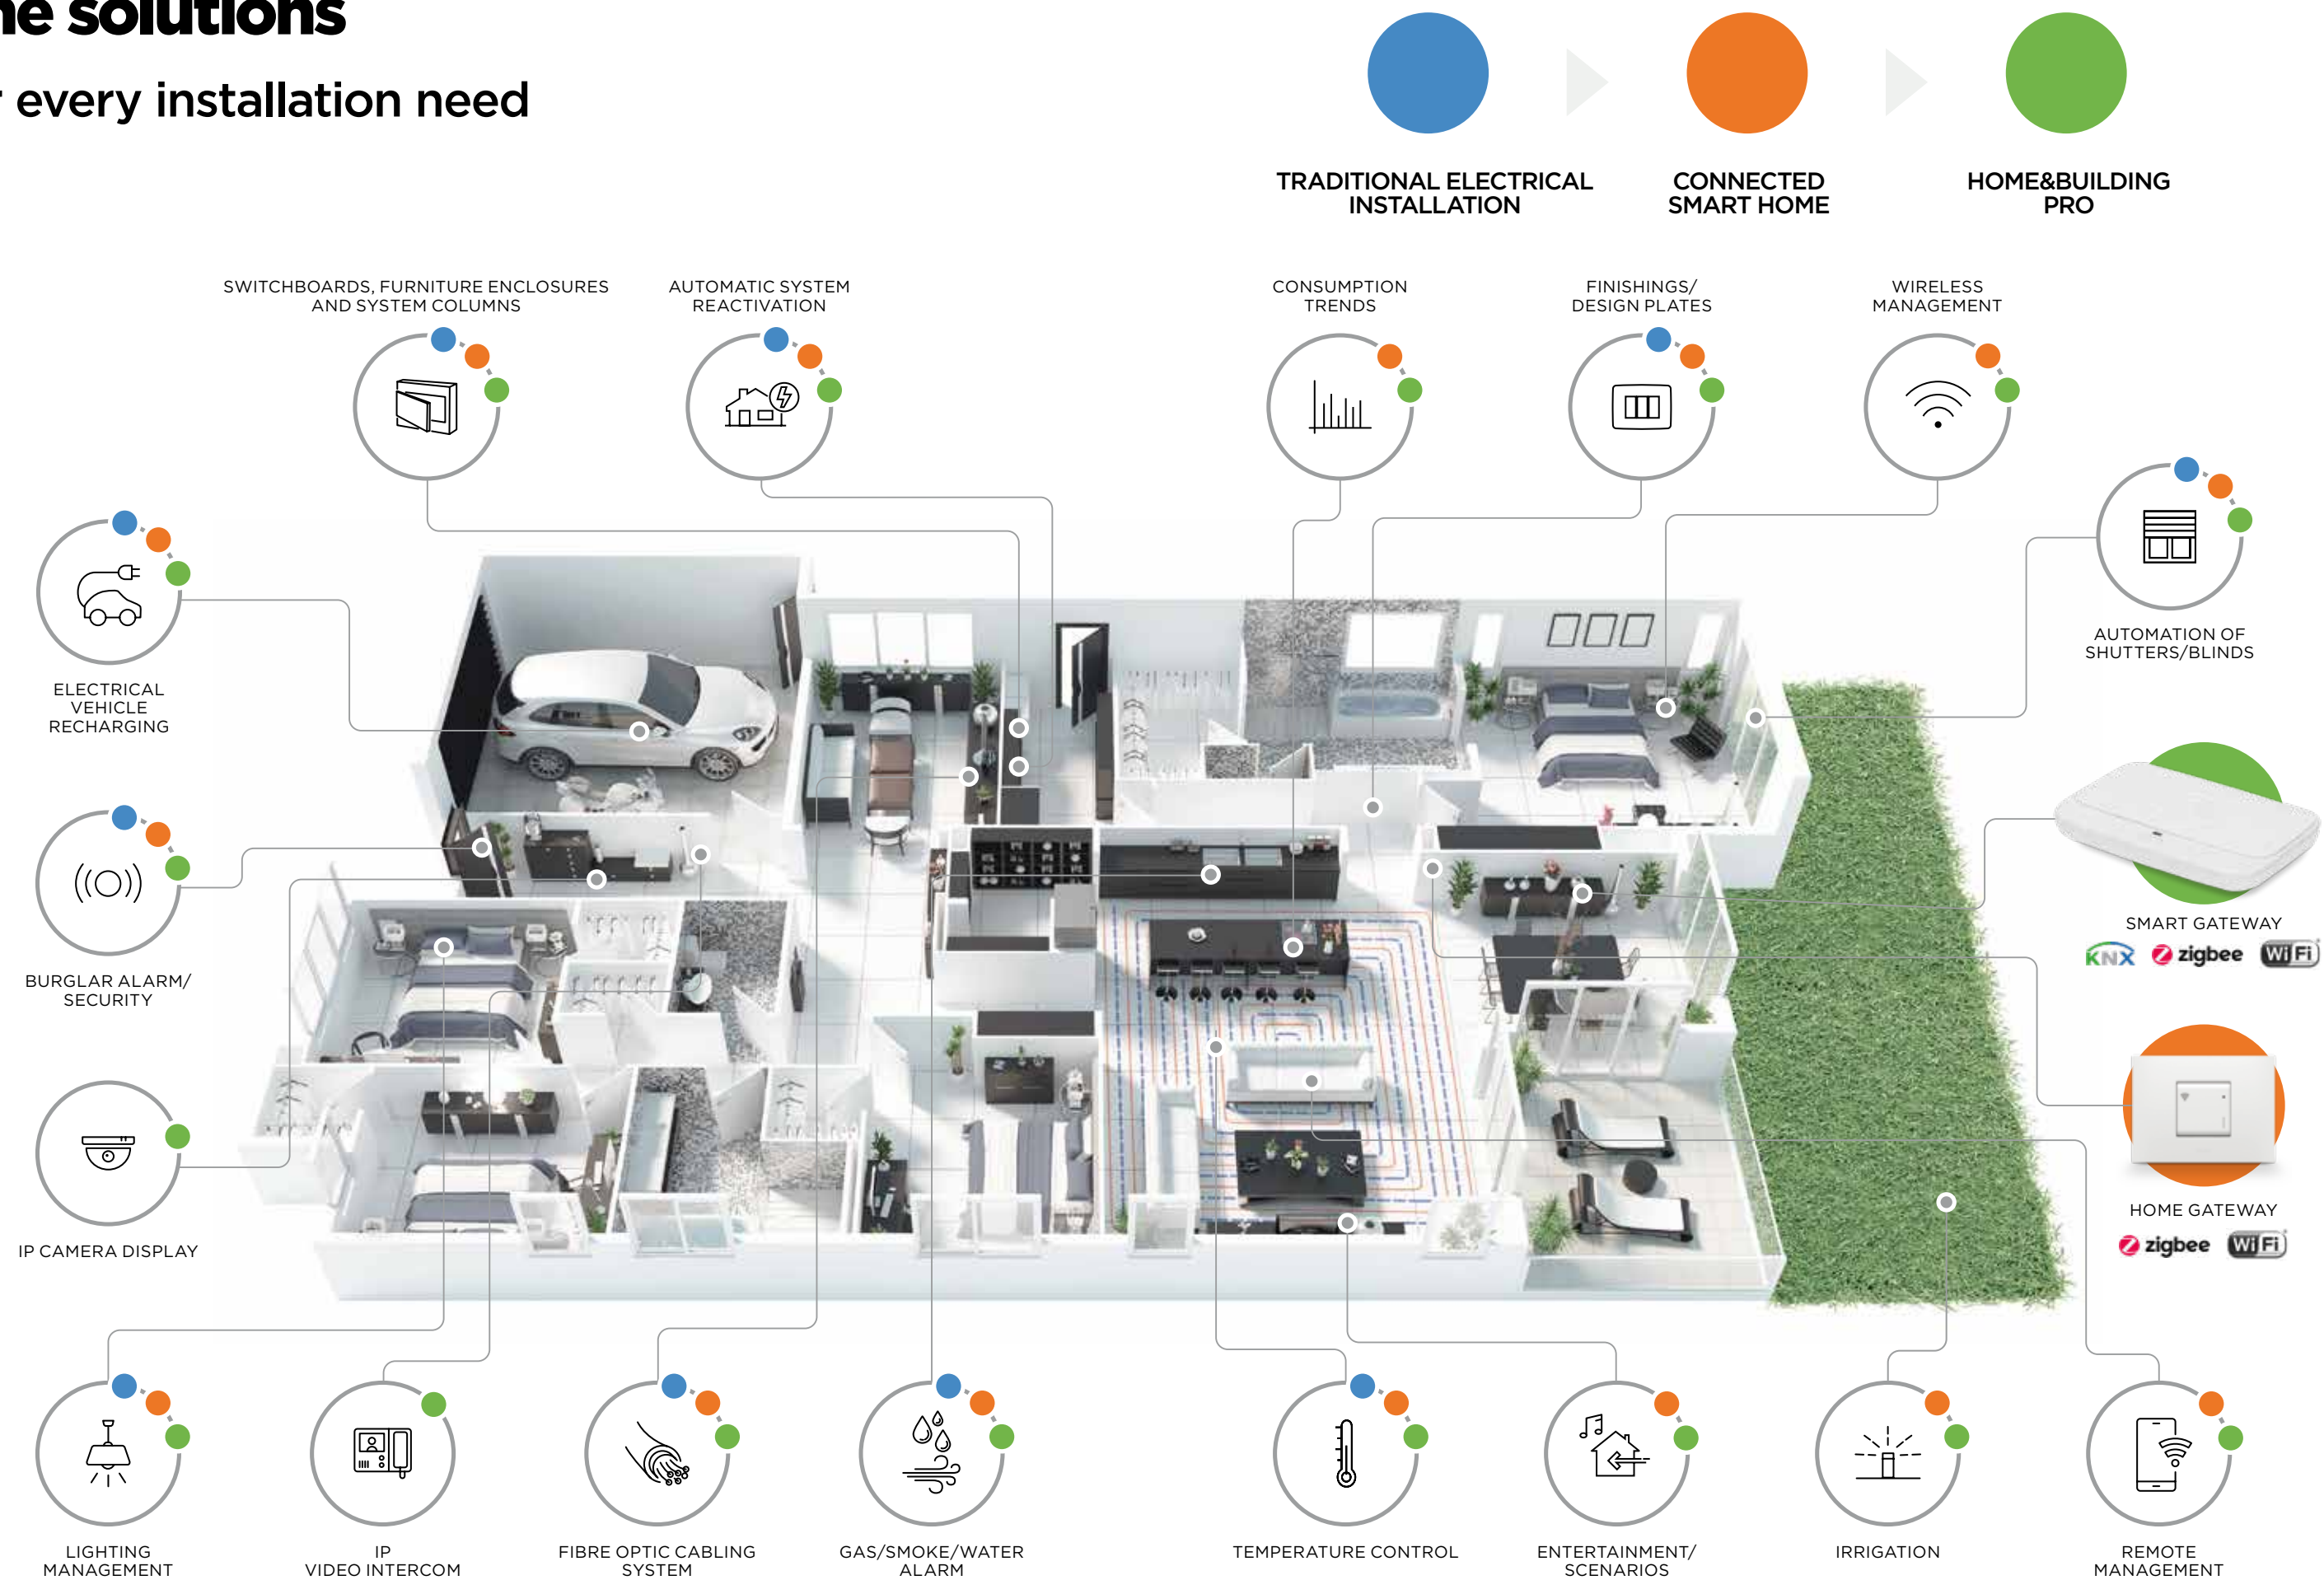 ne solutions
r every installation need
TRADITIONAL ELECTRICAL
INSTALLATION
CONNECTED
SMART HOME
HOME&BUILDING
PRO
SWITCHBOARDS, FURNITURE ENCLOSURES
AND SYSTEM COLUMNS
AUTOMATIC SYSTEM
REACTIVATION
CONSUMPTION
TRENDS
FINISHINGS/
DESIGN PLATES
WIRELESS
MANAGEMENT
AUTOMATION OF
SHUTTERS/BLINDS
ELECTRICAL
VEHICLE
RECHARGING
SMART GATEWAY
KNX zigbee WiFi
BURGLAR ALARM/
SECURITY
HOME GATEWAY
zigbee WiFi
IP CAMERA DISPLAY
LIGHTING
MANAGEMENT
IP
VIDEO INTERCOM
FIBRE OPTIC CABLING
SYSTEM
GAS/SMOKE/WATER
ALARM
TEMPERATURE CONTROL
ENTERTAINMENT/
SCENARIOS
IRRIGATION
REMOTE
MANAGEMENT